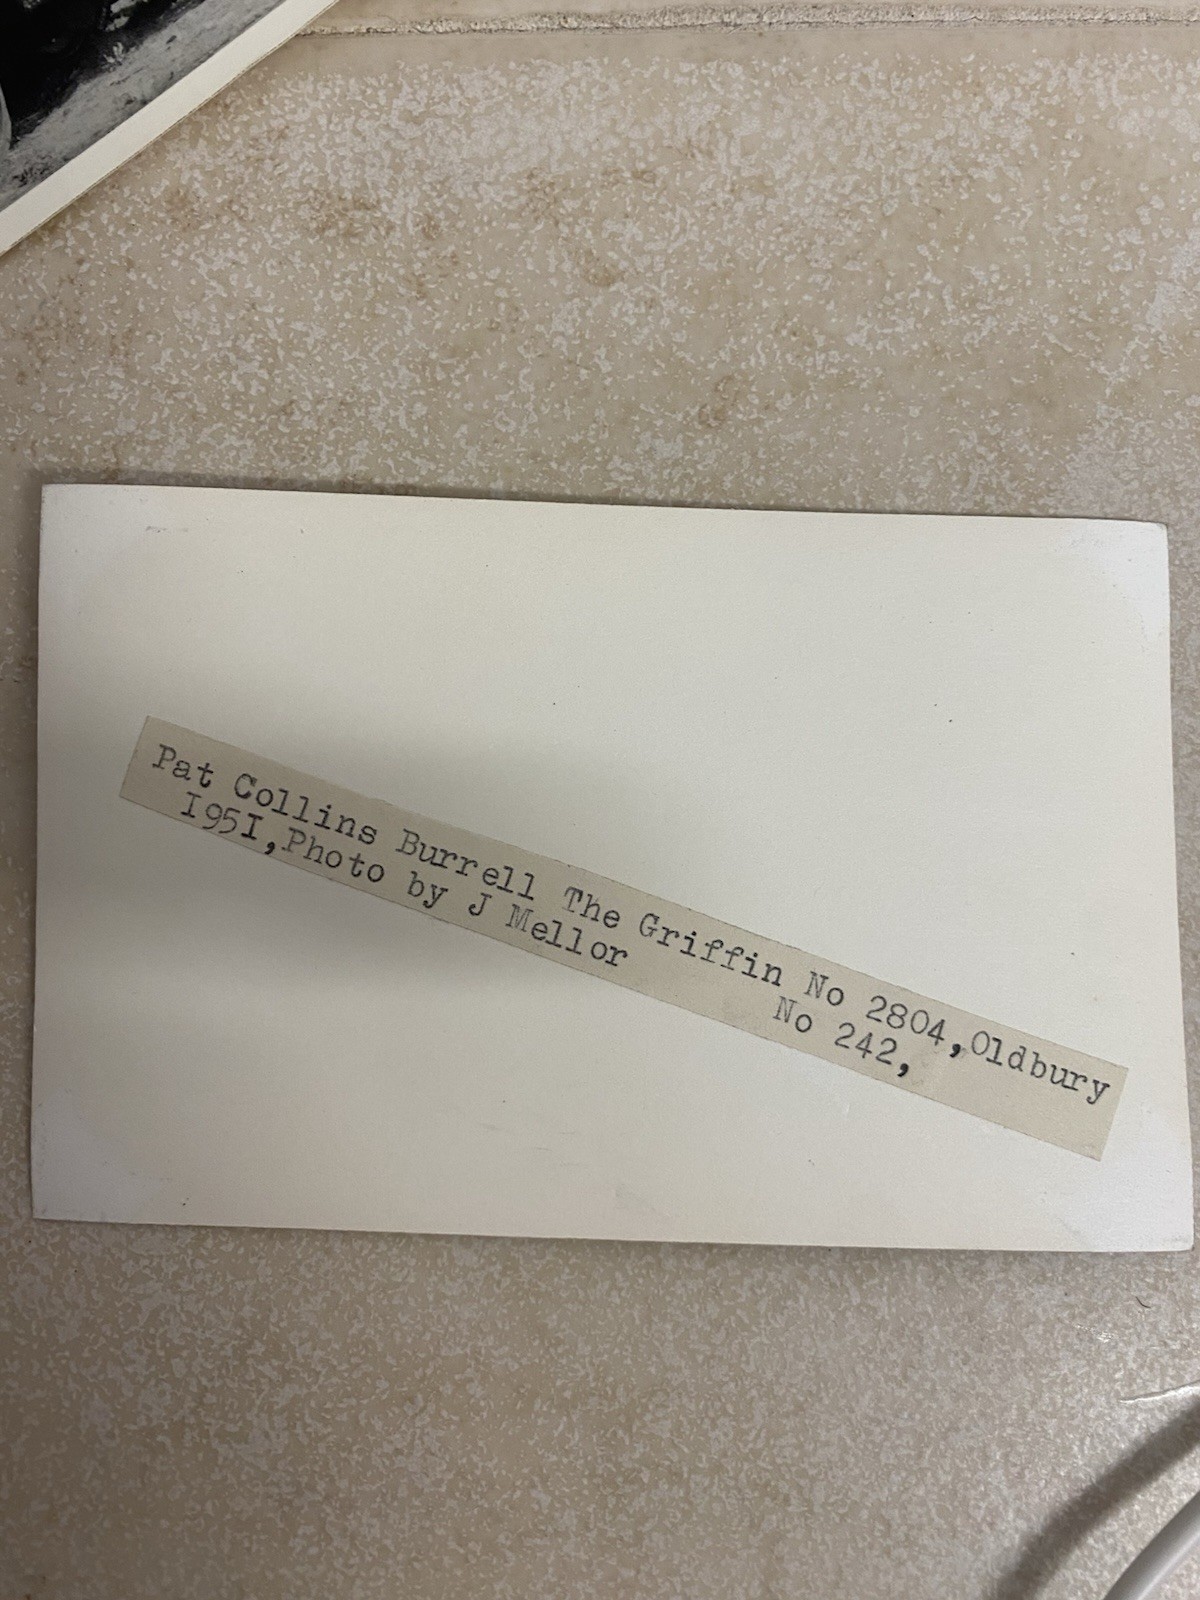 Pat Collins Burrell The Griffin No 2804,Oldbury
I95I,Photo by J Mellor No 242,